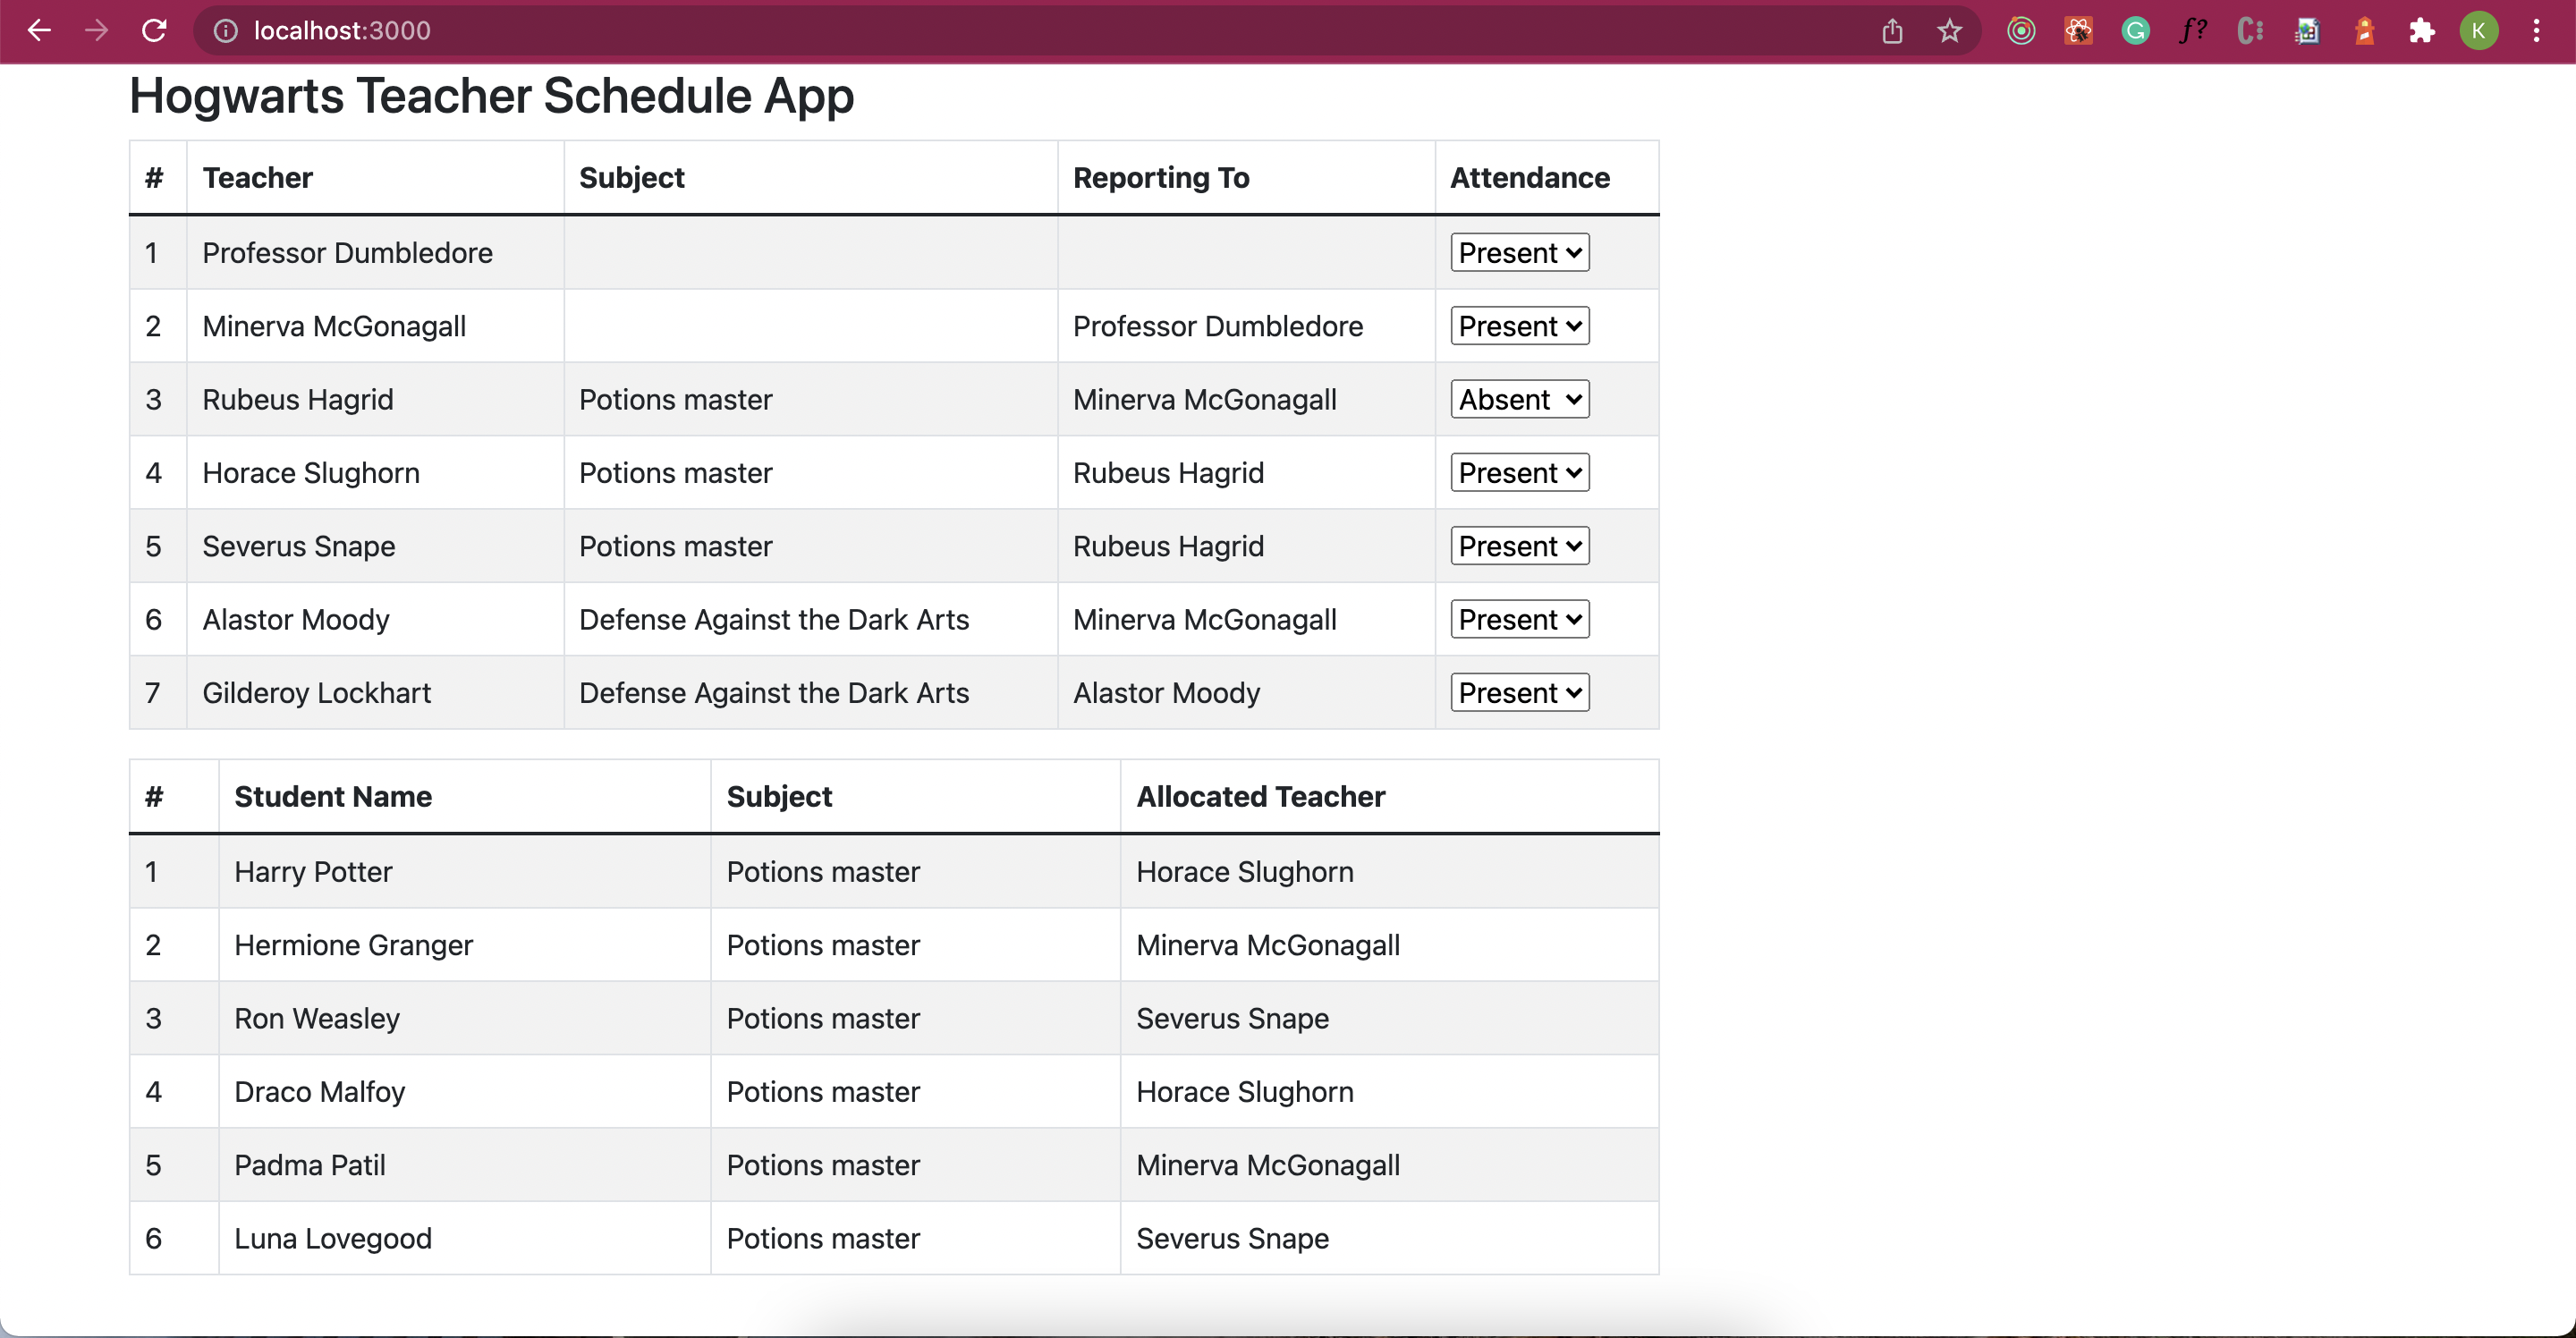 localhost:3000
f?
K
Hogwarts Teacher Schedule App
# Teacher Subject Reporting To Attendance
1 Professor Dumbledore Present
2 Minerva McGonagall Professor Dumbledore Present
3 Rubeus Hagrid Potions master Minerva McGonagall Absent
4 Horace Slughorn Potions master Rubeus Hagrid Present
5 Severus Snape Potions master Rubeus Hagrid Present
6 Alastor Moody Defense Against the Dark Arts Minerva McGonagall Present
7 Gilderoy Lockhart Defense Against the Dark Arts Alastor Moody Present
# Student Name Subject Allocated Teacher
1 Harry Potter Potions master Horace Slughorn
2 Hermione Granger Potions master Minerva McGonagall
3 Ron Weasley Potions master Severus Snape
4 Draco Malfoy Potions master Horace Slughorn
5 Padma Patil Potions master Minerva McGonagall
6 Luna Lovegood Potions master Severus Snape